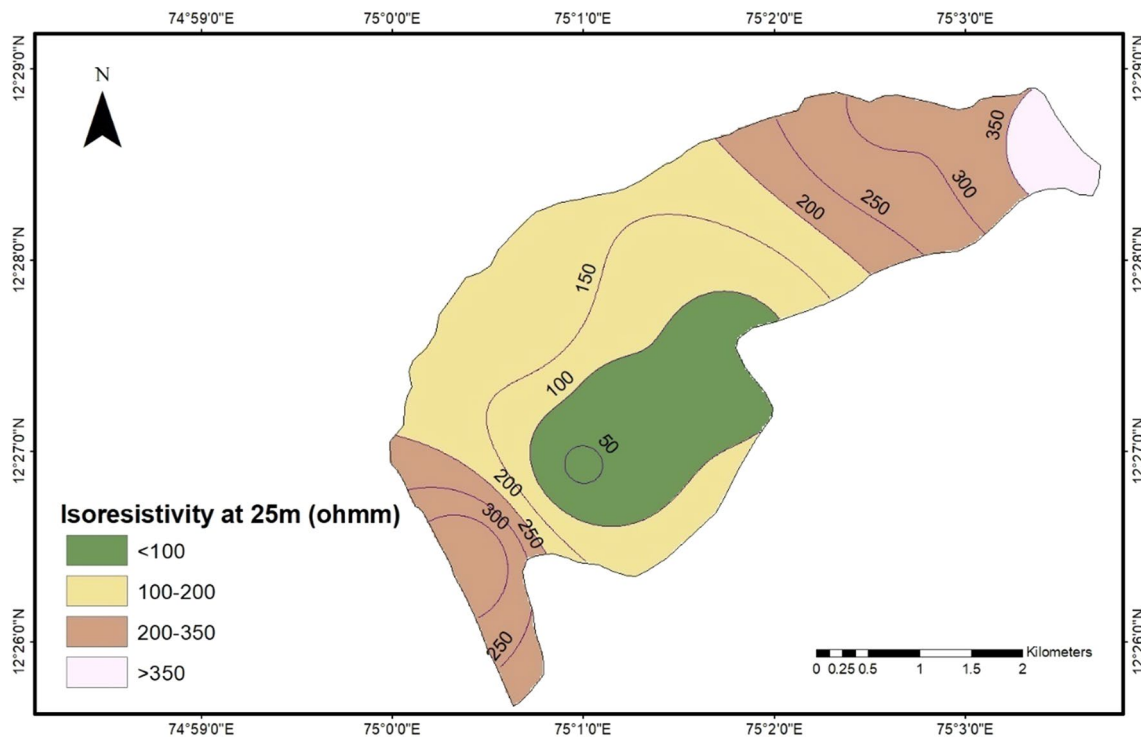 74°59'0"E 75°0'0"E 75°1'0"E 75°2'0"E 75°3'0"E
12°29'0"N
12°29'0"N
N
350
300
250
200
12°28'0"N
12°28'0"N
150
100
50
12°27'0"N
12°27'0"N
200
300
250
250
12°26'0"N
12°26'0"N
Isoresistivity at 25m (ohmm)
<100
100-200
200-350
>350
Kilometers
0 0.25 0.5 1 1.5 2
74°59'0"E 75°0'0"E 75°1'0"E 75°2'0"E 75°3'0"E